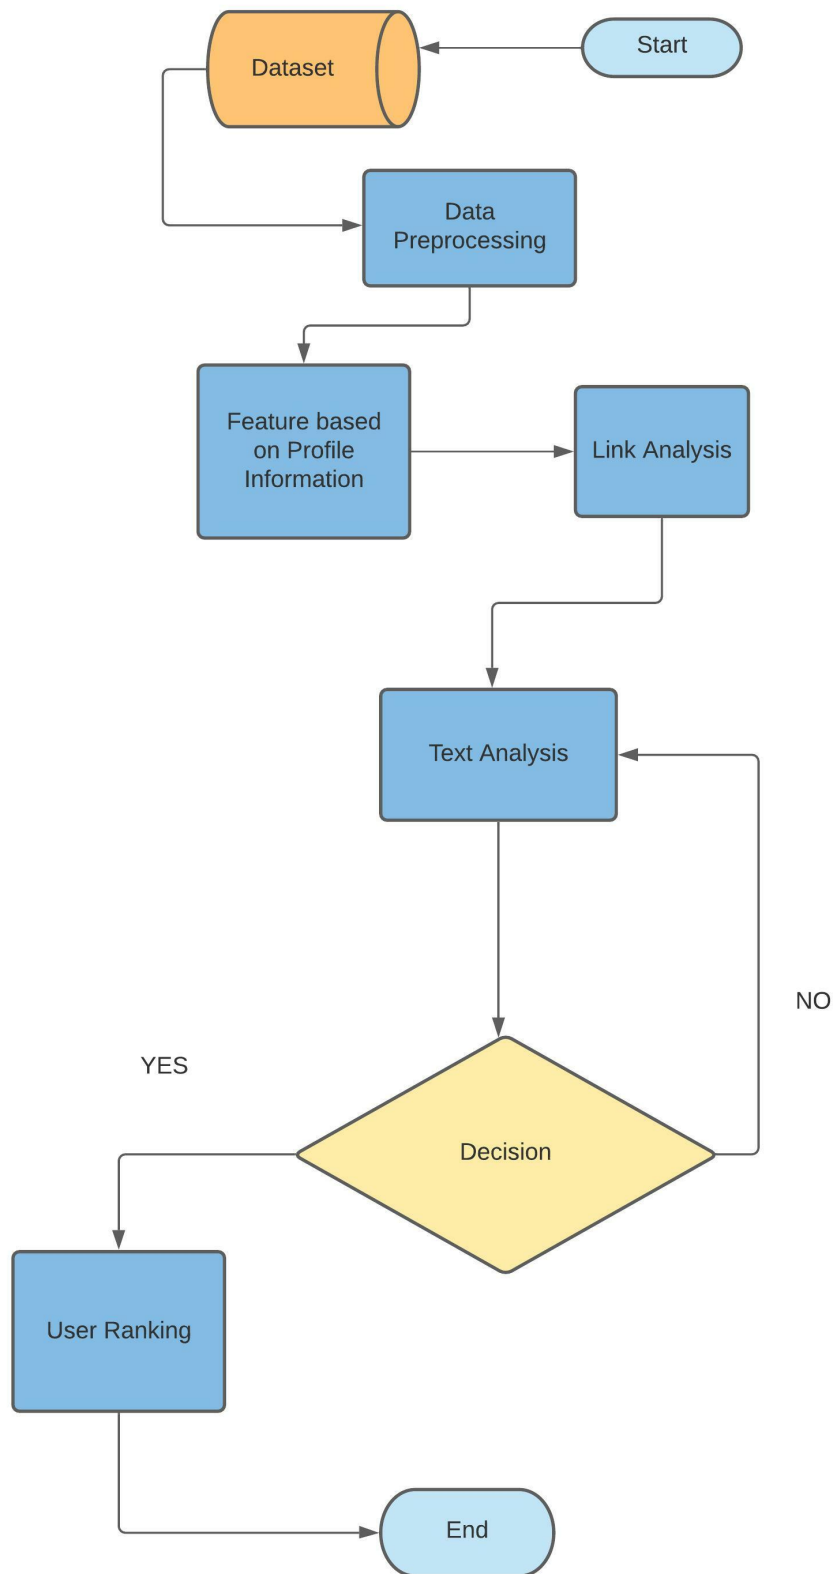 Start
Dataset
Data
Preprocessing
Feature based
on Profile
Information
Link Analysis
Text Analysis
NO
YES
Decision
User Ranking
End